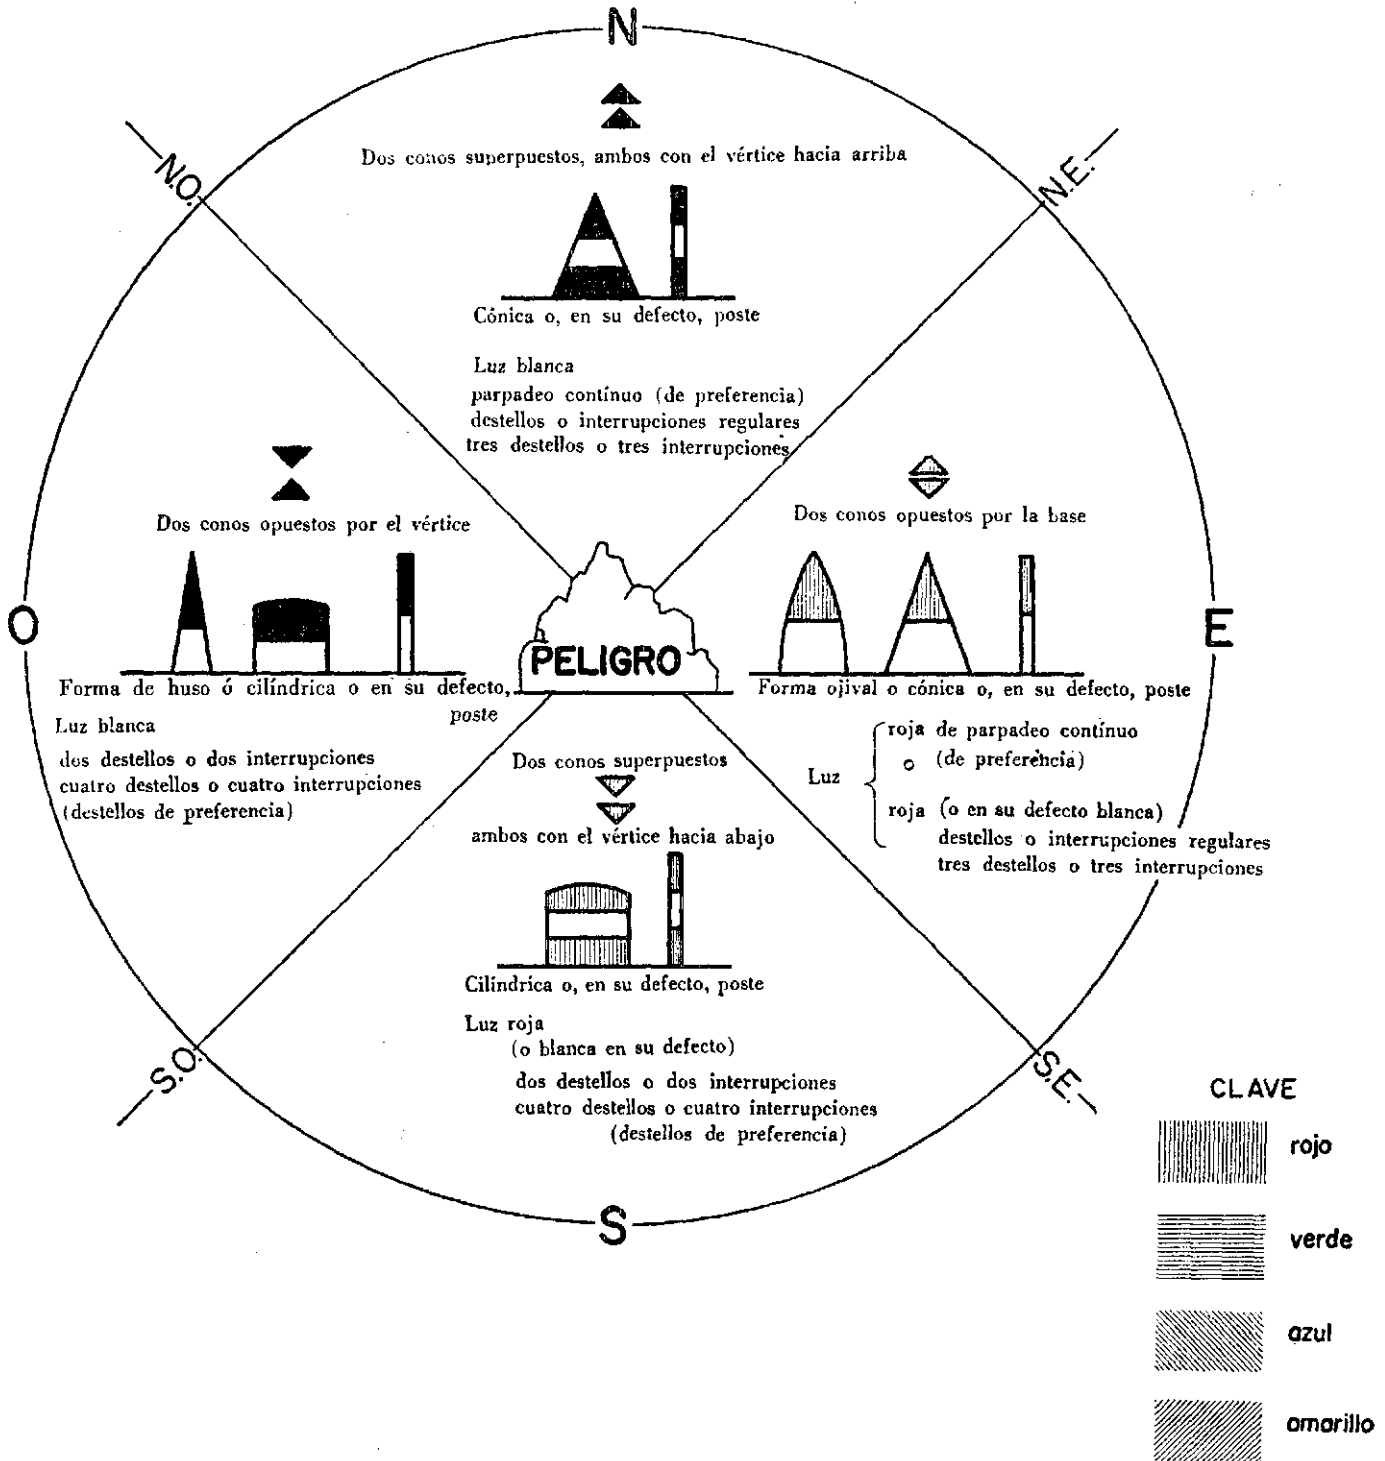 N
N.O.
N.E.
Dos conos superpuestos, ambos con el vértice hacia arriba
Cónica o, en su defecto, poste
Luz blanca
parpadeo contínuo (de preferencia)
destellos o interrupciones regulares
tres destellos o tres interrupciones
O
Dos conos opuestos por el vértice
Forma de huso ó cilíndrica o en su defecto,
poste
Luz blanca
dos destellos o dos interrupciones
cuatro destellos o cuatro interrupciones
(destellos de preferencia)
PELIGRO
E
Dos conos opuestos por la base
Forma ojival o cónica o, en su defecto, poste
Luz
roja de parpadeo contínuo
o (de preferencia)
roja (o en su defecto blanca)
destellos o interrupciones regulares
tres destellos o tres interrupciones
Dos conos superpuestos
ambos con el vértice hacia abajo
Cilíndrica o, en su defecto, poste
Luz roja
(o blanca en su defecto)
dos destellos o dos interrupciones
cuatro destellos o cuatro interrupciones
(destellos de preferencia)
S.O.
S.E.
S
CLAVE
rojo
verde
azul
amarillo